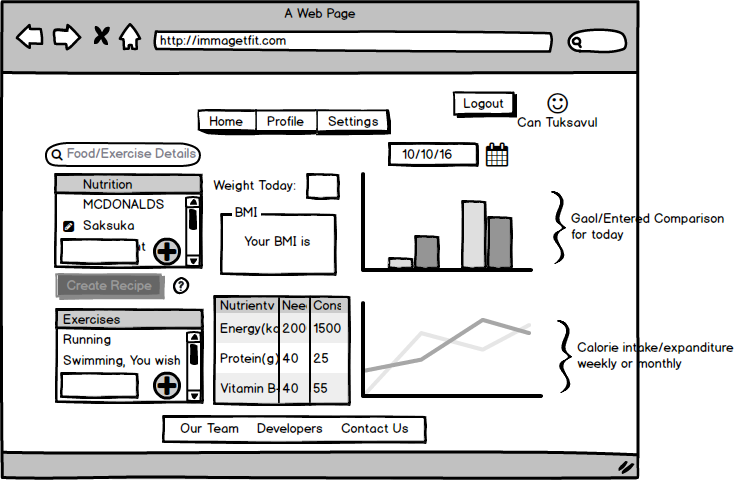 A Web Page
http://immagetfit.com
Logout
Can Tuksavul
Home Profile Settings
Food/Exercise Details
10/10/16
Nutrition
MCDONALDS
Saksuka
Weight Today:
BMI
Your BMI is
Gaol/Entered Comparison
for today
Create Recipe
?
Exercises
Running
Swimming, You wish
Nutrientv Nee Cons
Energy(kc 200 1500
Protein(g) 40 25
Vitamin B- 40 55
Calorie intake/expanditure
weekly or monthly
Our Team Developers Contact Us